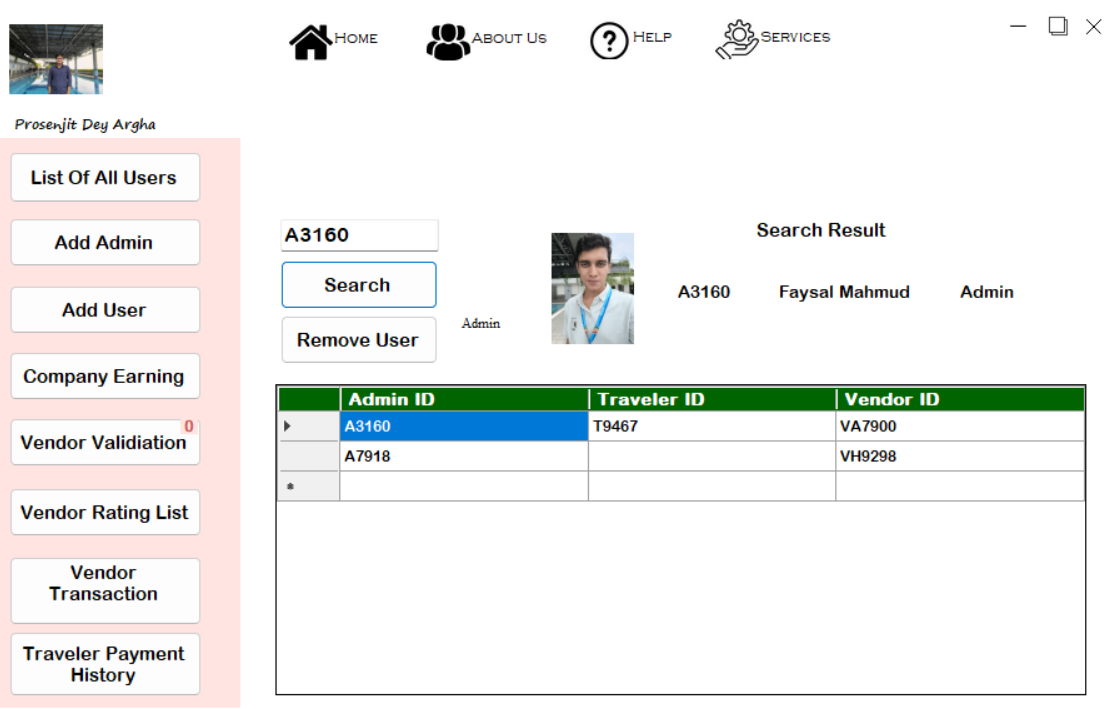 Home
About Us
Help
Services
Prosenjit Dey Argha
List Of All Users
Add Admin
Add User
Company Earning
0
Vendor Validiation
Vendor Rating List
Vendor
Transaction
Traveler Payment
History
A3160
Search
Remove User
Admin
Search Result
A3160 Faysal Mahmud Admin
Admin ID Traveler ID Vendor ID
A3160 T9467 VA7900
A7918 VH9298